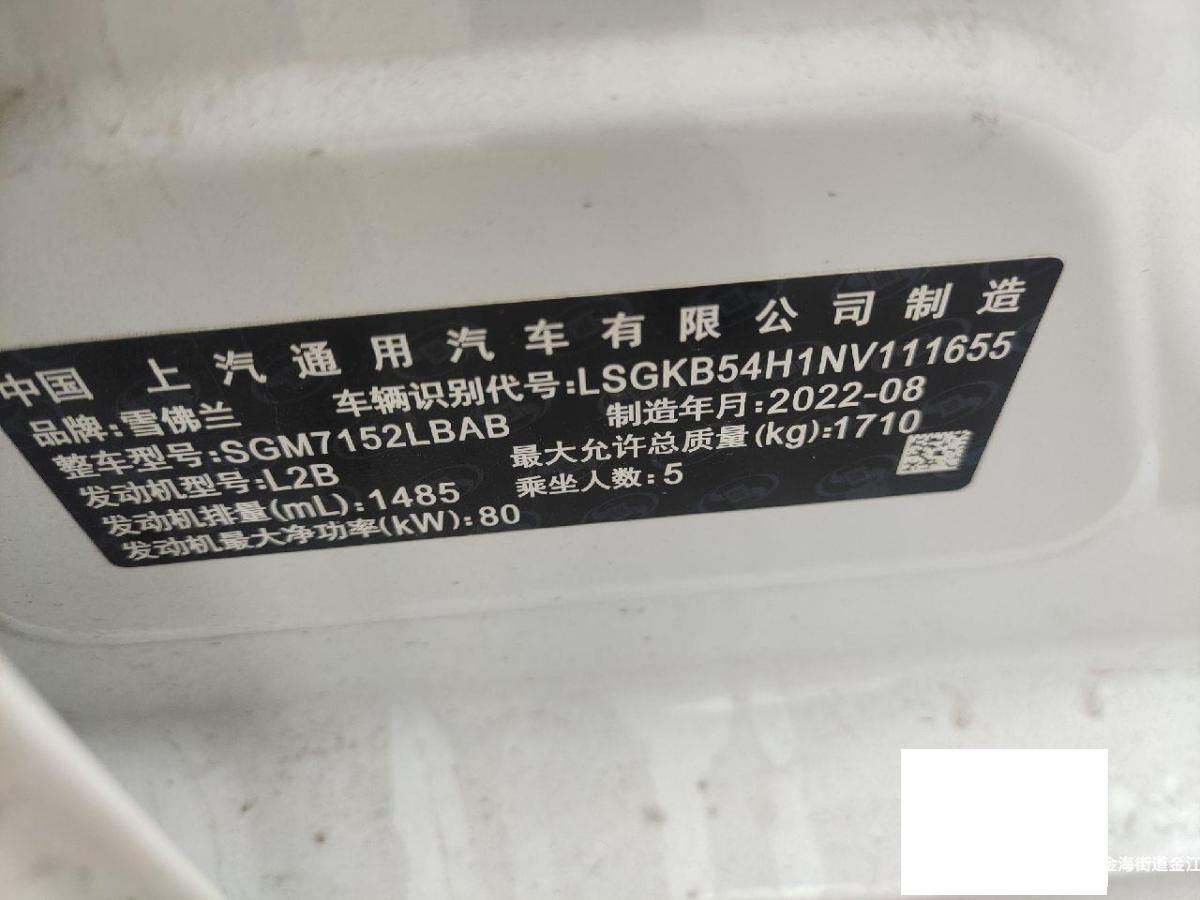 中国 上汽通用汽车有限公司制造
品牌:雪佛兰 车辆识别代号:LSGKB54H1NV111655
整车型号:SGM7152LBAB 制造年月:2022-08
发动机型号:L2B 最大允许总质量(kg):1710
发动机排量(mL):1485 乘坐人数:5
发动机最大净功率(kW):80
金海街道金江